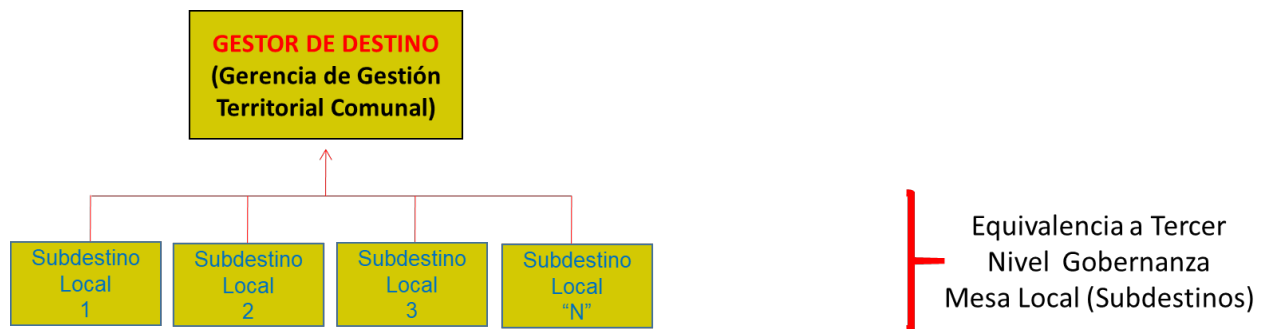 GESTOR DE DESTINO
(Gerencia de Gestión
Territorial Comunal)
Subdestino
Local
1
Subdestino
Local
2
Subdestino
Local
3
Subdestino
Local
“N”
Equivalencia a Tercer
Nivel Gobernanza
Mesa Local (Subdestinos)